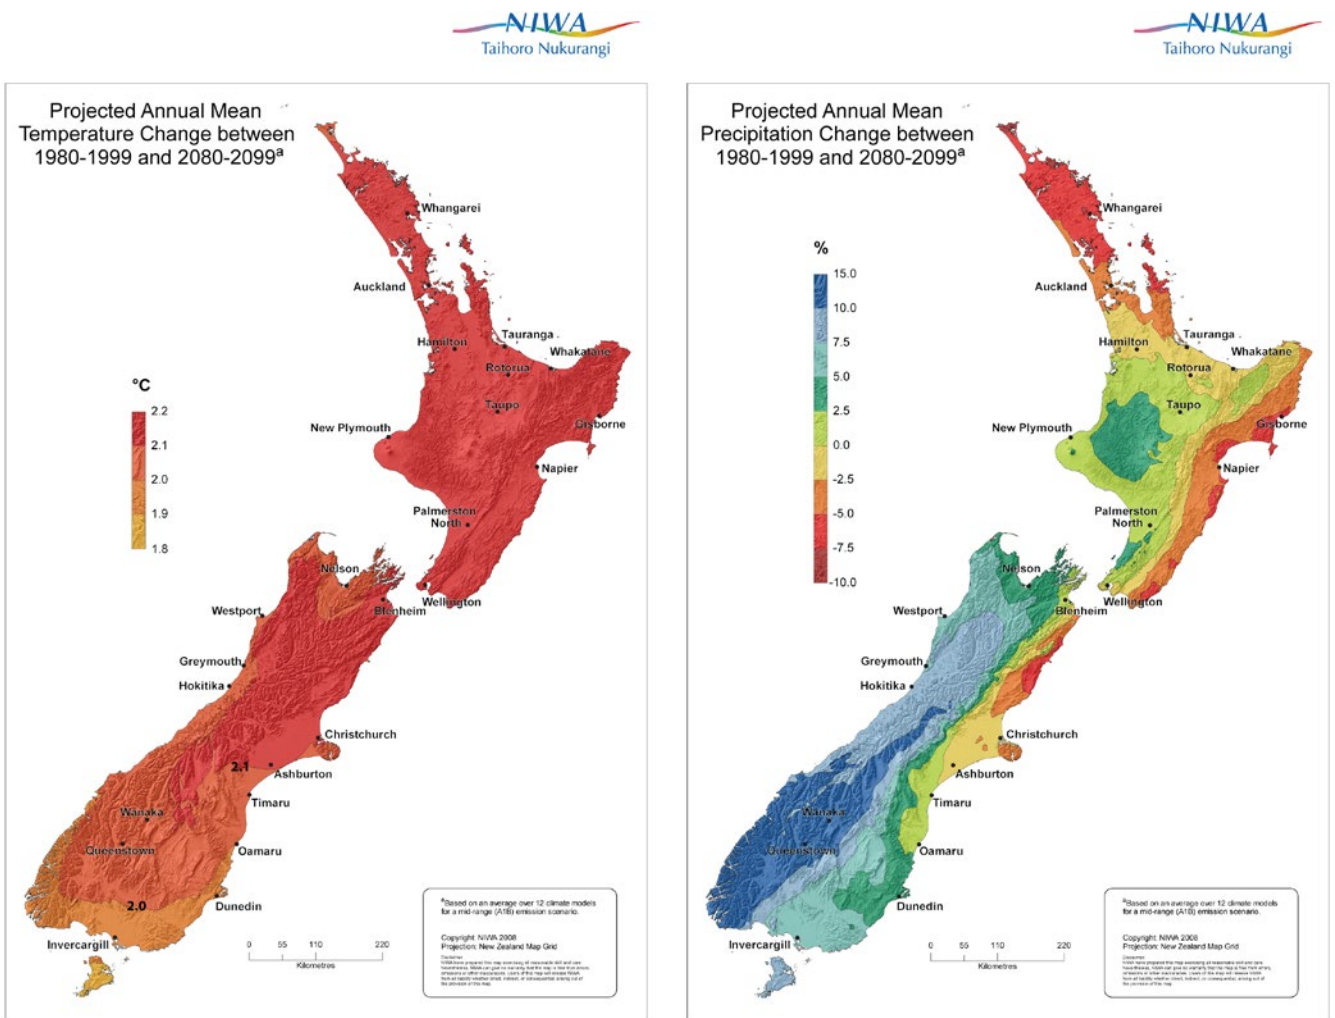 NIWA
Taihoro Nukurangi
Projected Annual Mean
Temperature Change between
1980-1999 and 2080-2099ª
Whangarei
Auckland
Tauranga
Hamilton
Whakatane
Rotorua
°C
Taupo
2.2
Gisborne
New Plymouth
2.1
Napier
2.0
1.9
Palmerston
North
1.8
Nelson
Wellington
Blenheim
Westport
Greymouth
Hokitika
Christchurch
2.1
Ashburton
Timaru
Wanaka
Queenstown
Oamaru
2.0
Dunedin
Invercargill
0 55 110 220
Kilometres
ªBased on an average over 12 climate models
for a mid-range (A1B) emission scenario.
Copyright: NIWA 2008
Projection: New Zealand Map Grid
NIWA
Taihoro Nukurangi
Projected Annual Mean
Precipitation Change between
1980-1999 and 2080-2099ª
Whangarei
%
15.0
Auckland
10.0
7.5
Tauranga
Hamilton
Whakatane
5.0
Rotorua
2.5
Taupo
Gisborne
New Plymouth
0.0
Napier
-2.5
-5.0
Palmerston
North
-7.5
-10.0
Nelson
Wellington
Blenheim
Westport
Greymouth
Hokitika
Christchurch
Ashburton
Timaru
Wanaka
Queenstown
Oamaru
Dunedin
Invercargill
0 55 110 220
Kilometres
ªBased on an average over 12 climate models
for a mid-range (A1B) emission scenario.
Copyright: NIWA 2008
Projection: New Zealand Map Grid